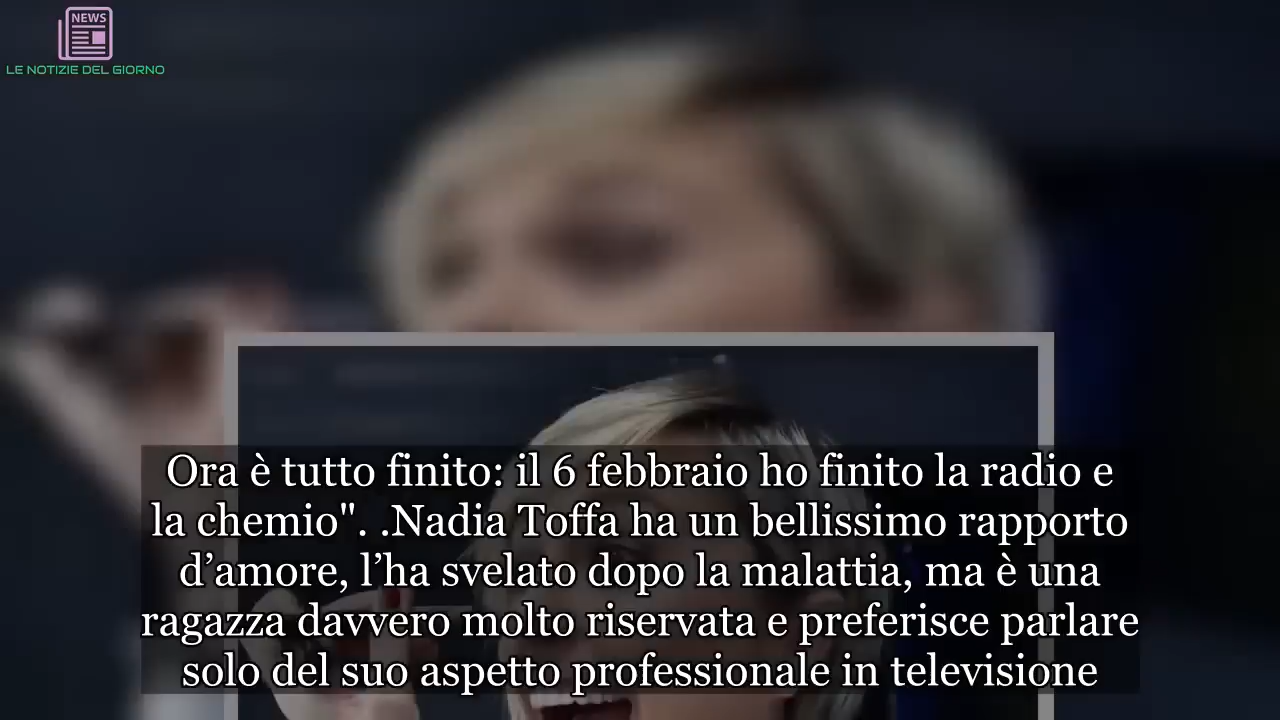 NEWS
LE NOTIZIE DEL GIORNO
Ora è tutto finito: il 6 febbraio ho finito la radio e
la chemio". .Nadia Toffa ha un bellissimo rapporto
d’amore, l’ha svelato dopo la malattia, ma è una
ragazza davvero molto riservata e preferisce parlare
solo del suo aspetto professionale in televisione